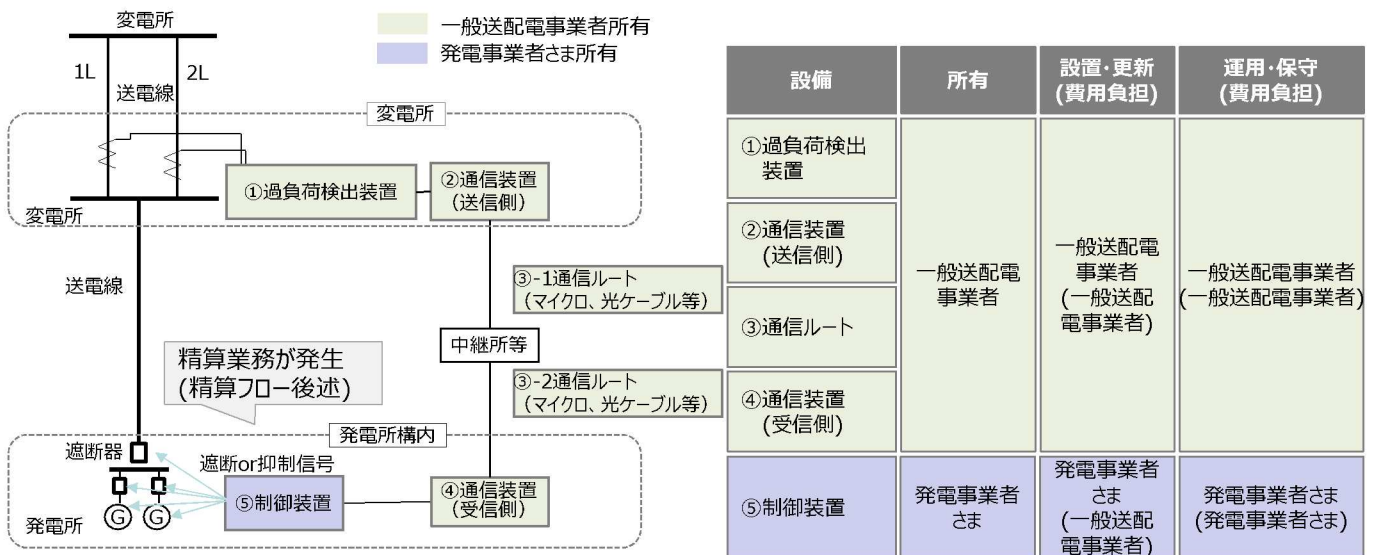 変電所
一般送配電事業者所有
発電事業者さま所有
1L
2L
送電線
変電所
①過負荷検出装置
②通信装置
(送信側)
変電所
送電線
③-1通信ルート
（マイクロ、光ケーブル等）
中継所等
精算業務が発生
(精算フロー後述)
③-2通信ルート
（マイクロ、光ケーブル等）
発電所構内
遮断器
遮断or抑制信号
⑤制御装置
④通信装置
（受信側）
G
G
発電所
設備
所有
設置・更新
(費用負担)
運用・保守
(費用負担)
①過負荷検出
装置
②通信装置
(送信側)
③通信ルート
④通信装置
(受信側)
一般送配電
事業者
一般送配電
事業者
(一般送配
電事業者)
一般送配電事業者
(一般送配電事業者)
⑤制御装置
発電事業者
さま
発電事業者
さま
(一般送配
電事業者)
発電事業者さま
(発電事業者さま)